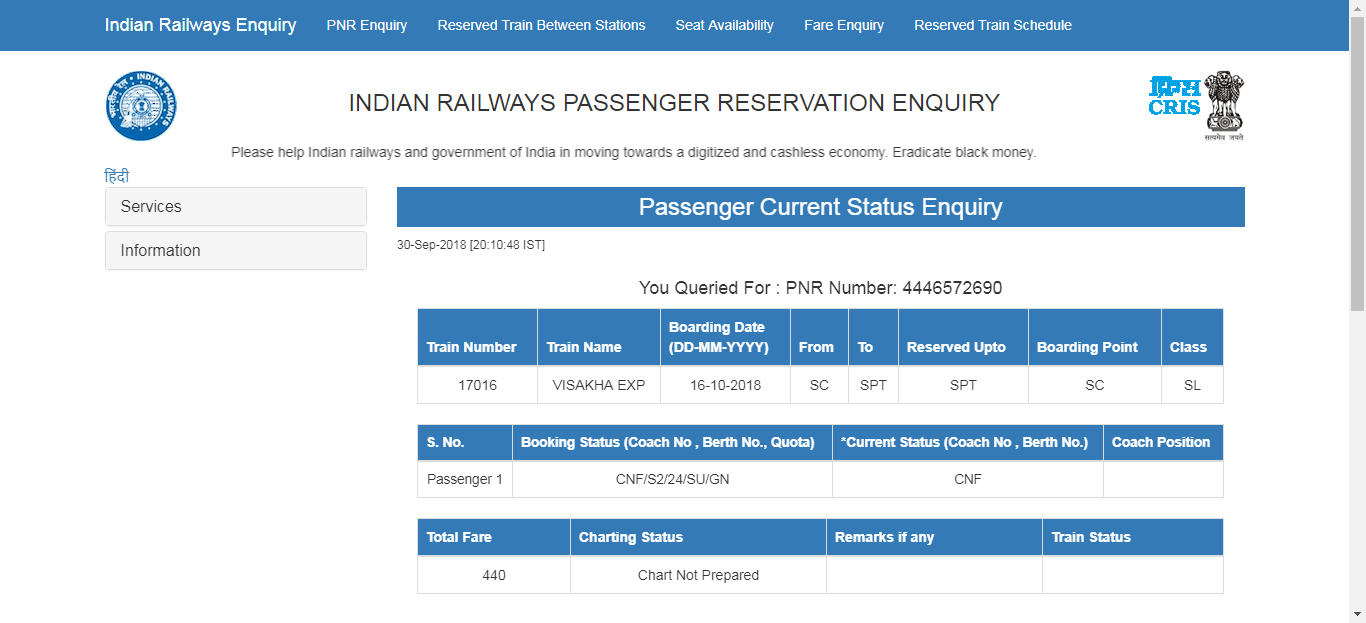 Indian Railways Enquiry PNR Enquiry Reserved Train Between Stations Seat Availability Fare Enquiry Reserved Train Schedule
INDIAN RAILWAYS
भारतीय रेल
INDIAN RAILWAYS PASSENGER RESERVATION ENQUIRY
क्रिस
CRIS
सत्यमेव जयते
Please help Indian railways and government of India in moving towards a digitized and cashless economy. Eradicate black money.
हिंदी
Services
Information
Passenger Current Status Enquiry
30-Sep-2018 [20:10:48 IST]
You Queried For : PNR Number: 4446572690
Train Number Train Name Boarding Date (DD-MM-YYYY) From To Reserved Upto Boarding Point Class
17016 VISAKHA EXP 16-10-2018 SC SPT SPT SC SL
S. No. Booking Status (Coach No , Berth No., Quota) *Current Status (Coach No , Berth No.) Coach Position
Passenger 1 CNF/S2/24/SU/GN CNF
Total Fare Charting Status Remarks if any Train Status
440 Chart Not Prepared